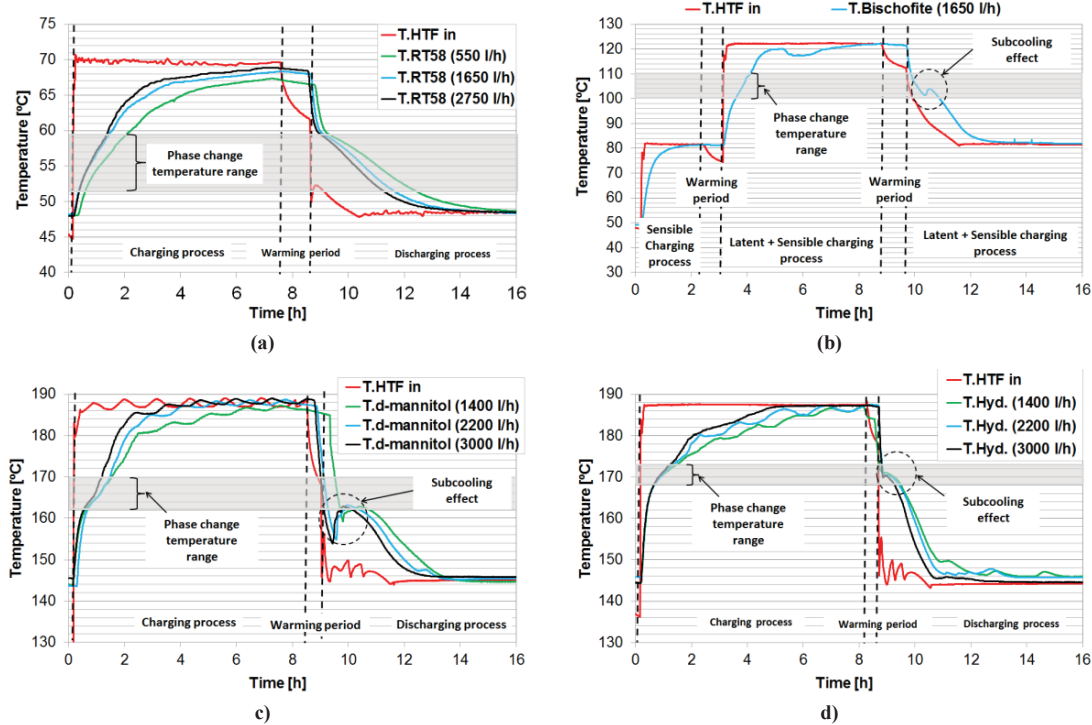 75
70
65
60
55
50
45
40
Temperature [ºC]
T.HTF in
T.RT58 (550 l/h)
T.RT58 (1650 l/h)
T.RT58 (2750 l/h)
Phase change
temperature range
Charging process
Warming period
Discharging process
0 2 4 6 8 10 12 14 16
Time [h]
(a)
T.HTF in
T.Bischofite (1650 l/h)
130
120
110
100
90
80
70
60
50
40
30
Temperature [ºC]
Subcooling
effect
Phase change
temperature
range
Warming
period
Warming
period
Sensible
Charging
process
Latent + Sensible charging
process
Latent + Sensible charging
process
0 2 4 6 8 10 12 14 16
Time [h]
(b)
190
180
170
160
150
140
130
Temperature [ºC]
T.HTF in
T.d-mannitol (1400 l/h)
T.d-mannitol (2200 l/h)
T.d-mannitol (3000 l/h)
Subcooling
effect
Phase change
temperature
range
Charging process
Warming period
Discharging process
0 2 4 6 8 10 12 14 16
Time [h]
c)
190
180
170
160
150
140
130
Temperature [ºC]
T.HTF in
T.Hyd. (1400 l/h)
T.Hyd. (2200 l/h)
T.Hyd. (3000 l/h)
Subcooling
effect
Phase change
temperature
range
Charging process
Warming period
Discharging process
0 2 4 6 8 10 12 14 16
Time [h]
d)